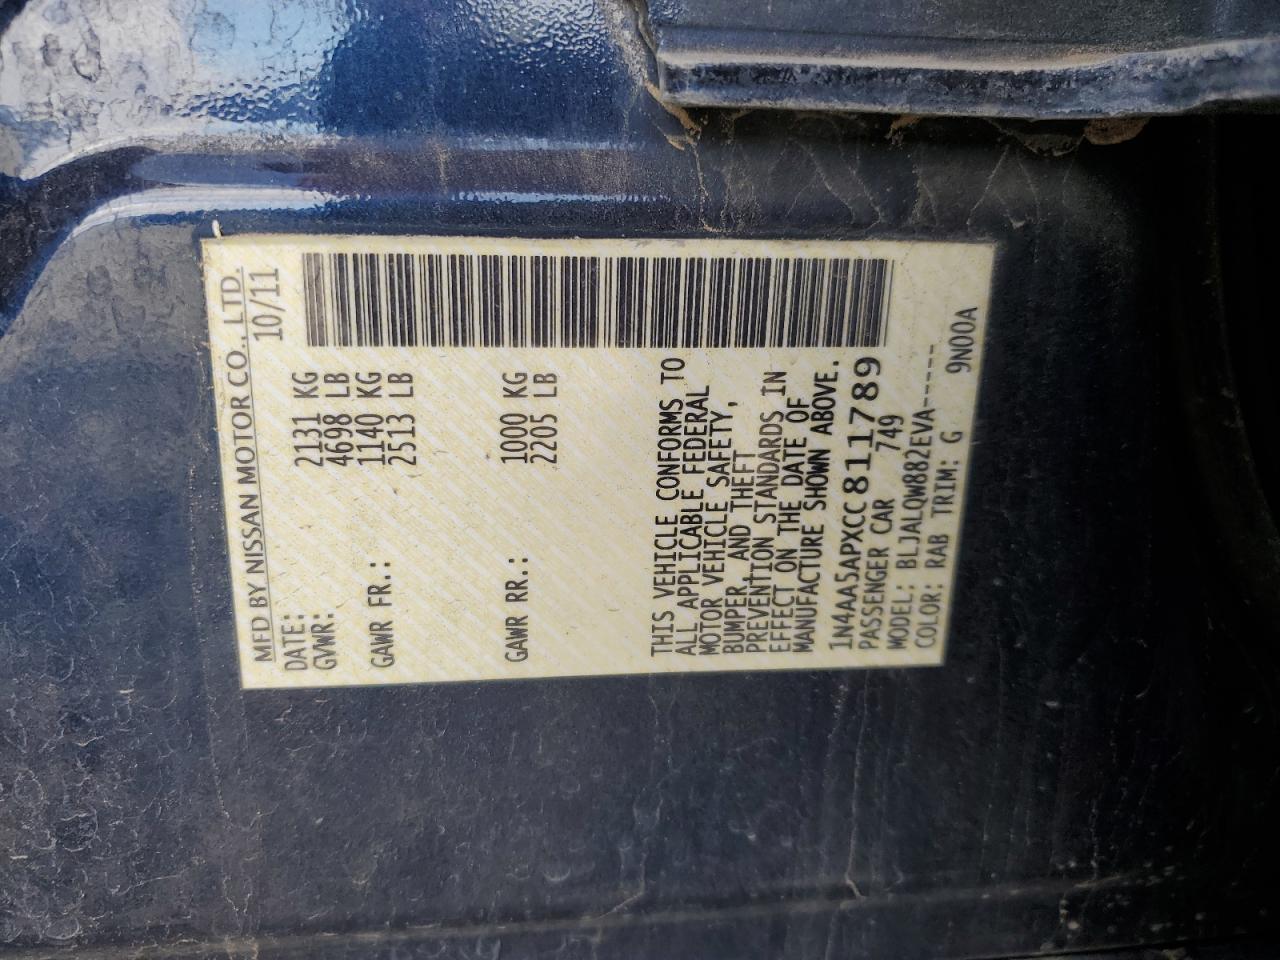 MFD BY NISSAN MOTOR CO., LTD.
DATE: 10/11
GVWR: 2131 KG
4698 LB
GAWR FR.: 1140 KG
2513 LB
GAWR RR.: 1000 KG
2205 LB
THIS VEHICLE CONFORMS TO
ALL APPLICABLE FEDERAL
MOTOR VEHICLE SAFETY,
BUMPER, AND THEFT
PREVENTION STANDARDS IN
EFFECT ON THE DATE OF
MANUFACTURE SHOWN ABOVE.
1N4AA5APXCC811789
PASSENGER CAR 749
MODEL: BLJALQW882EVA-----
COLOR: RAB TRIM: G 9N00A